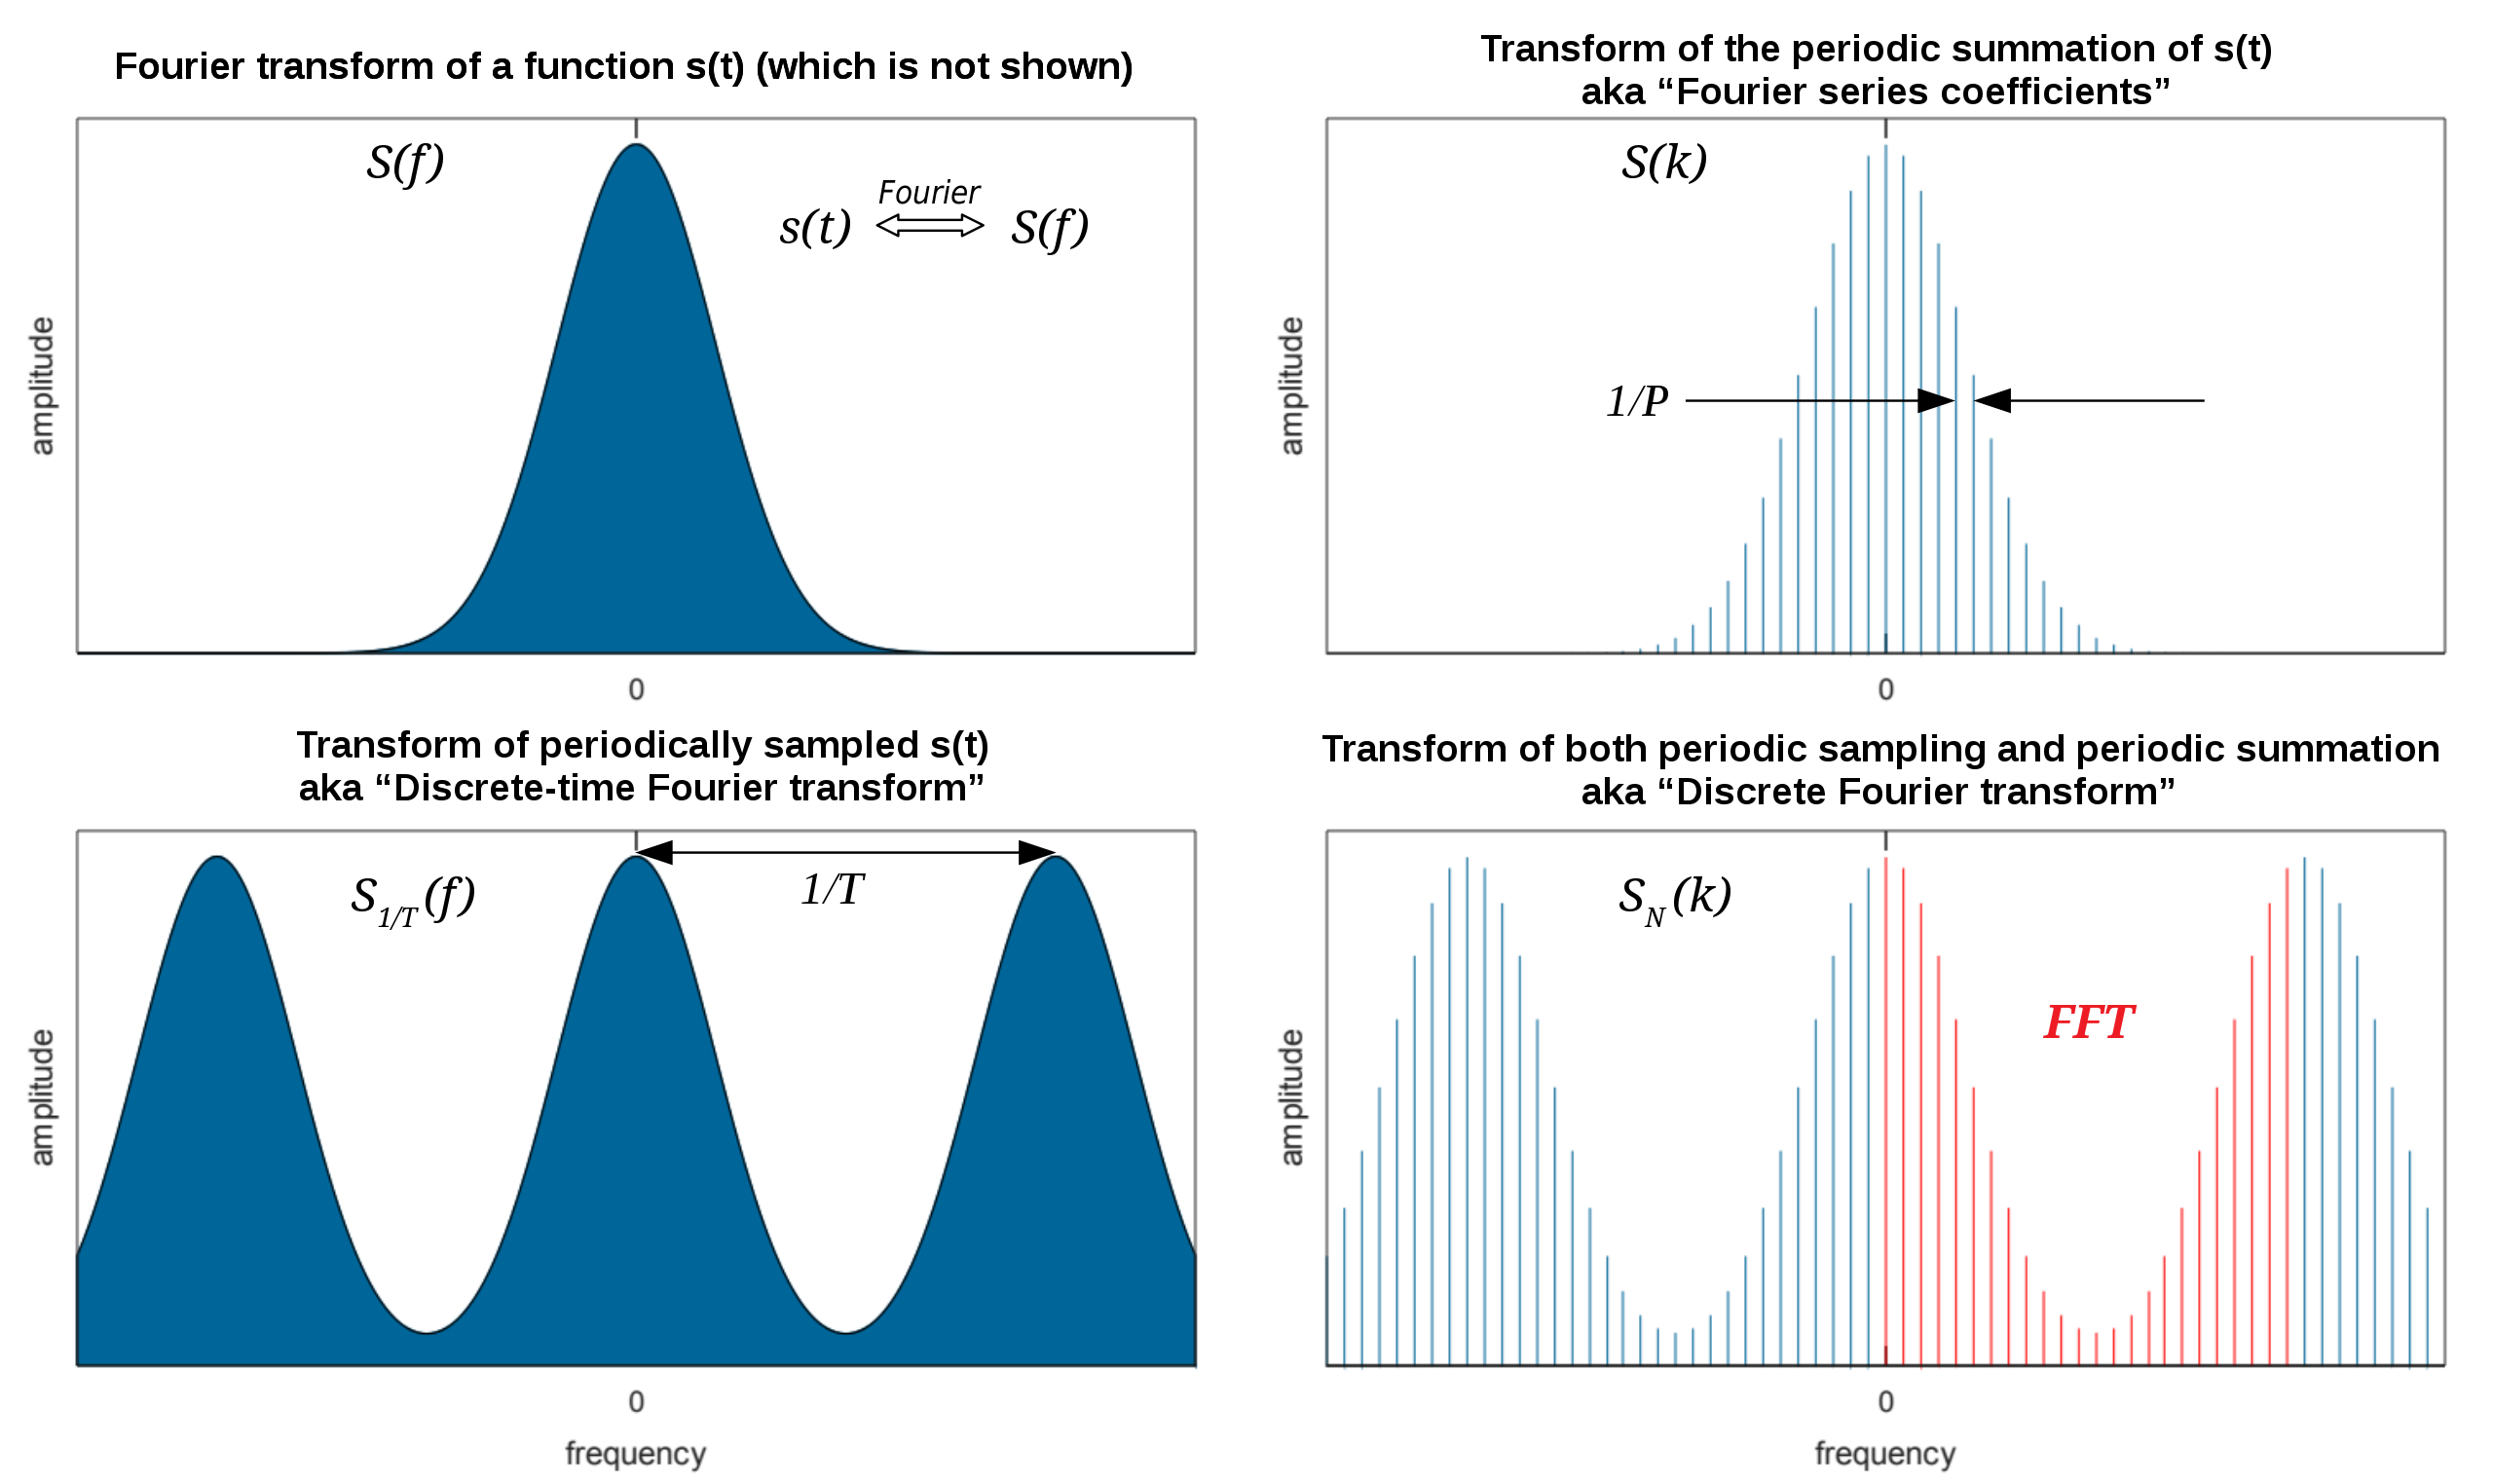 Fourier transform of a function s(t) (which is not shown)
S(f)
Fourier
s(t) S(f)
amplitude
0
Transform of the periodic summation of s(t)
aka “Fourier series coefficients”
S(k)
1/P
amplitude
0
Transform of periodically sampled s(t)
aka “Discrete-time Fourier transform”
S1/T(f)
1/T
amplitude
0
frequency
Transform of both periodic sampling and periodic summation
aka “Discrete Fourier transform”
SN(k)
FFT
amplitude
0
frequency